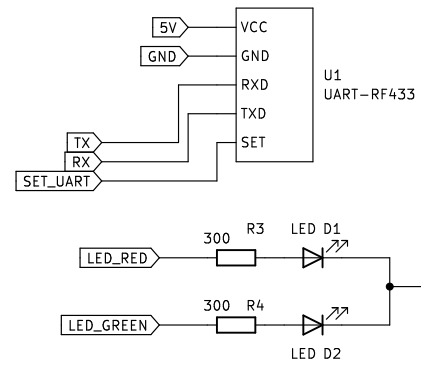 5V
VCC
GND
GND
RXD
U1
UART-RF433
TXD
TX
SET
RX
SET_UART
300 R3 LED D1
LED_RED
300 R4
LED_GREEN
LED D2